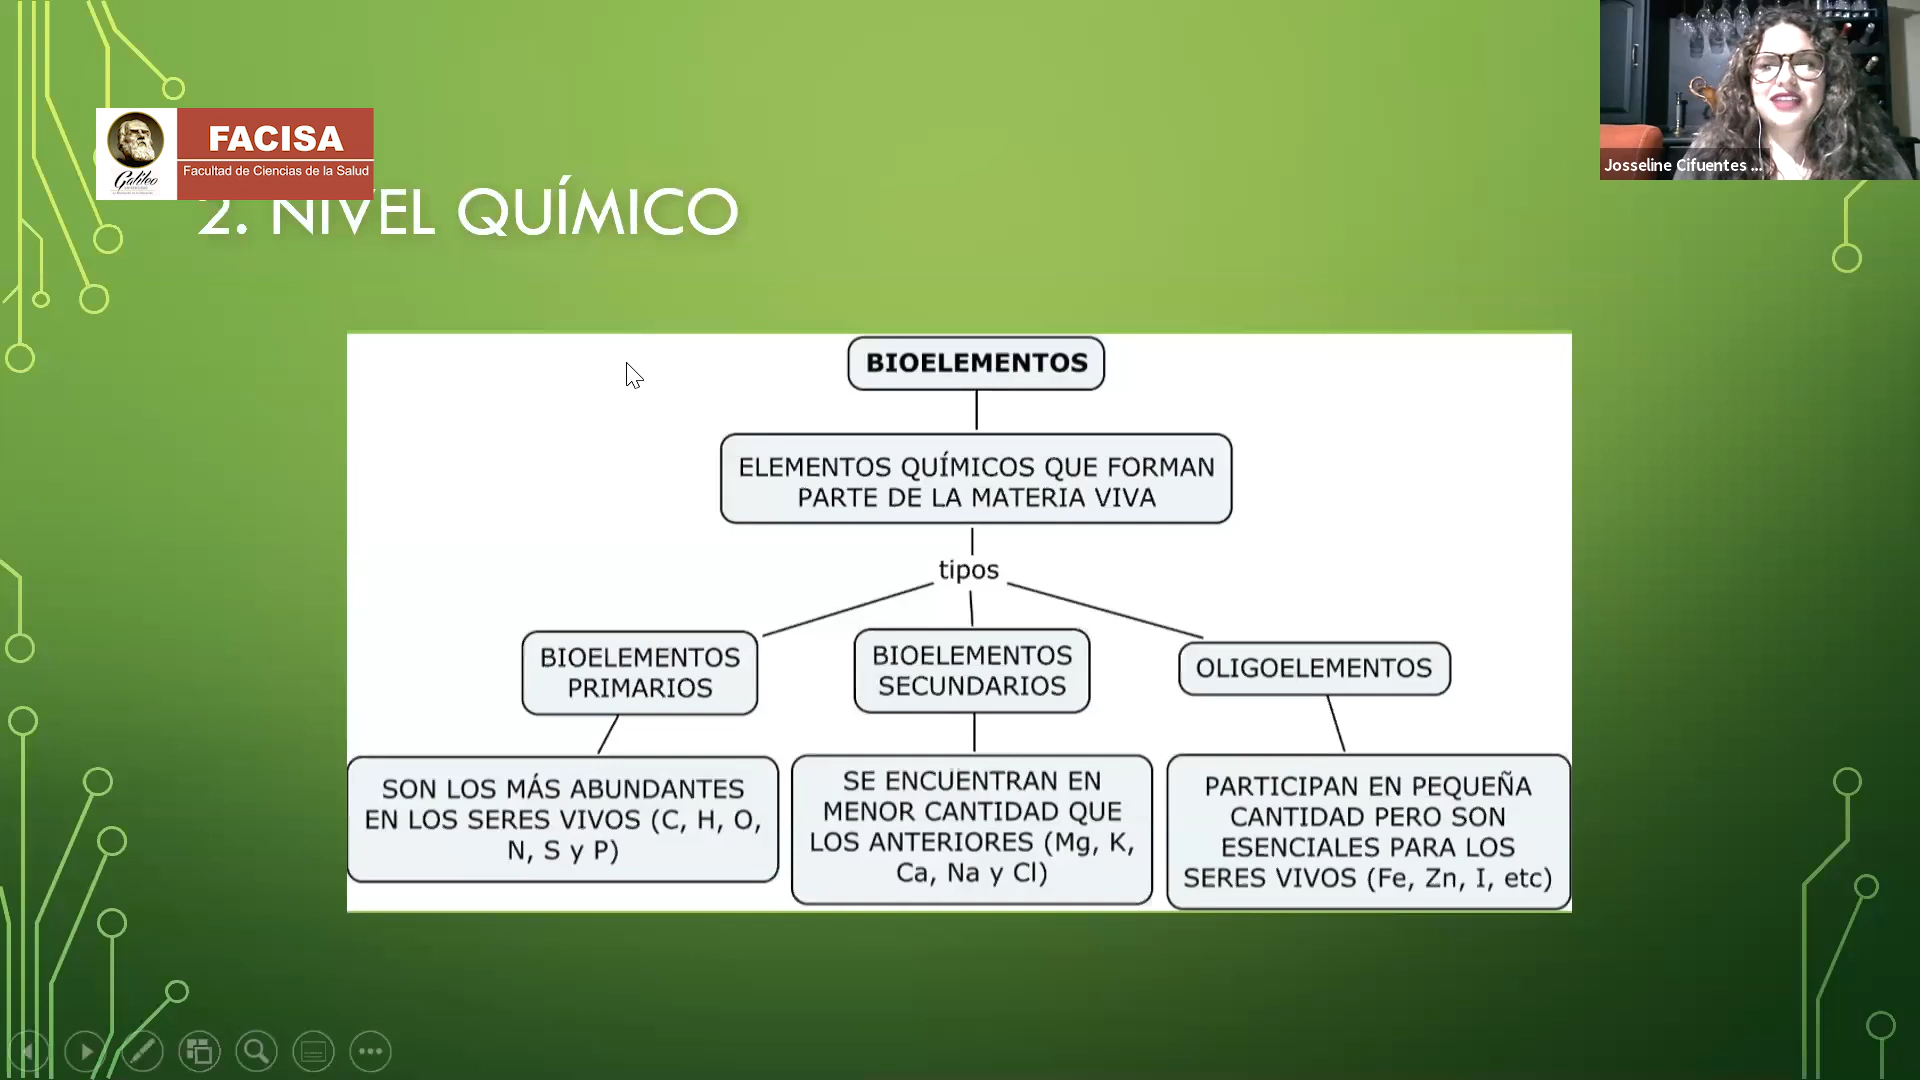 FACISA
Facultad de Ciencias de la Salud
Galileo
Josseline Cifuentes ...
2. NIVEL QUÍMICO
BIOELEMENTOS
ELEMENTOS QUÍMICOS QUE FORMAN
PARTE DE LA MATERIA VIVA
tipos
BIOELEMENTOS
PRIMARIOS
BIOELEMENTOS
SECUNDARIOS
OLIGOELEMENTOS
SON LOS MÁS ABUNDANTES
EN LOS SERES VIVOS (C, H, O,
N, S y P)
SE ENCUENTRAN EN
MENOR CANTIDAD QUE
LOS ANTERIORES (Mg, K,
Ca, Na y Cl)
PARTICIPAN EN PEQUEÑA
CANTIDAD PERO SON
ESENCIALES PARA LOS
SERES VIVOS (Fe, Zn, I, etc)